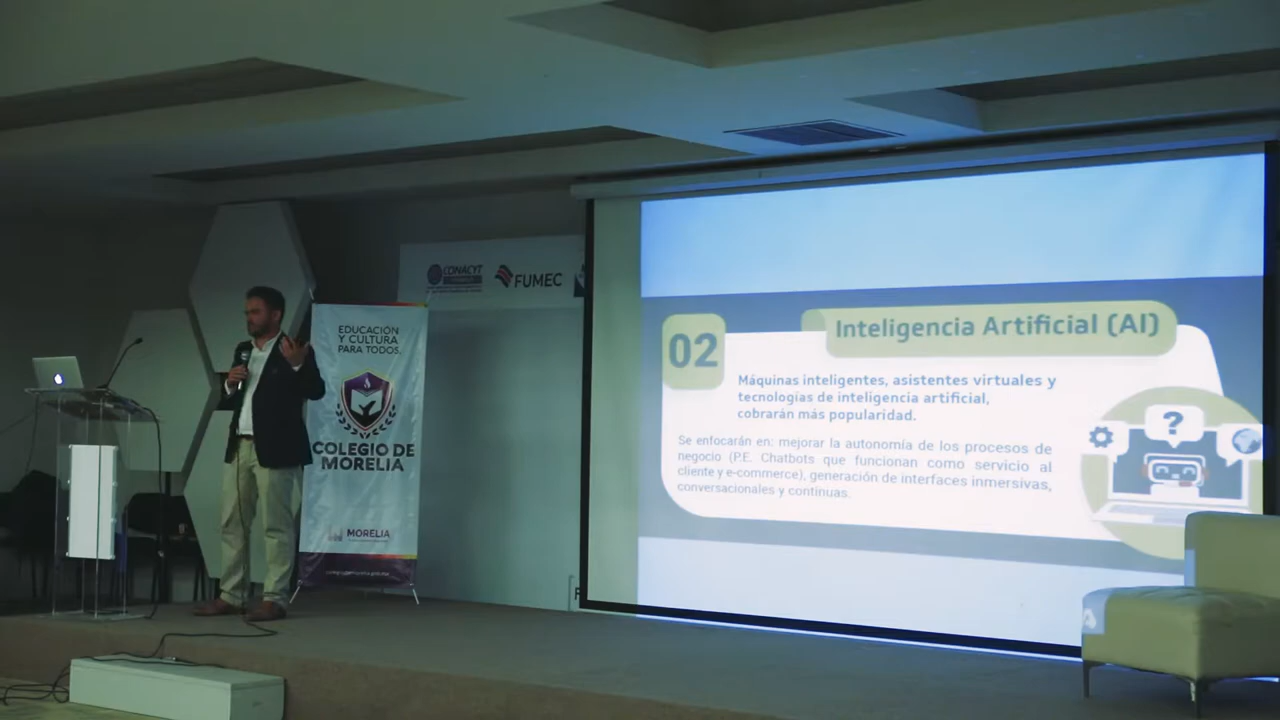 CONACYT
FUMEC
EDUCACIÓN
Y CULTURA
PARA TODOS.
COLEGIO DE
MORELIA
MORELIA
02
Inteligencia Artificial (AI)
Máquinas inteligentes, asistentes virtuales y
tecnologías de inteligencia artificial,
cobrarán más popularidad.
Se enfocarán en: mejorar la autonomía de los procesos de
negocio (P.E. Chatbots que funcionan como servicio al
cliente y e-commerce), generación de interfaces inmersivas,
conversacionales y continuas.
?